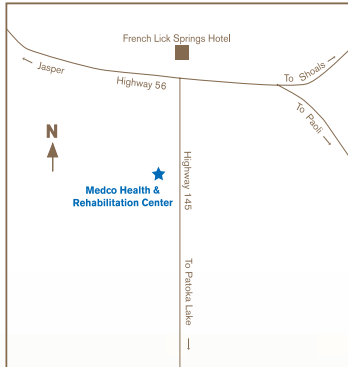 French Lick Springs Hotel
← Jasper
Highway 56
To Shoals →
To Paoli →
N
Highway 145
Medco Health &
Rehabilitation Center
To Patoka Lake →